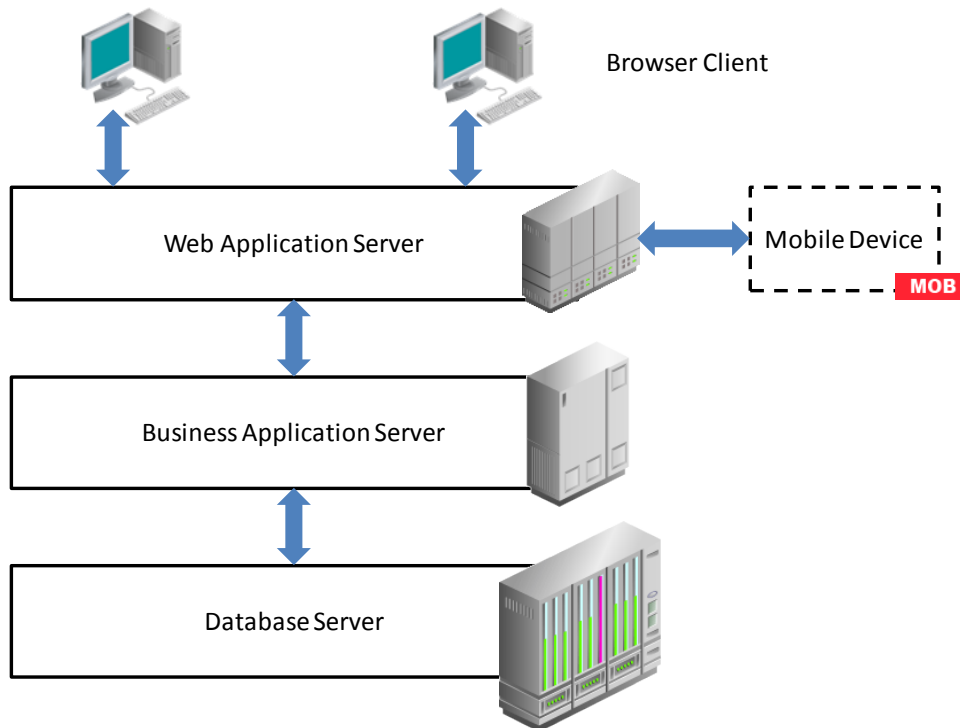 Browser Client
Web Application Server
Mobile Device
MOB
Business Application Server
Database Server